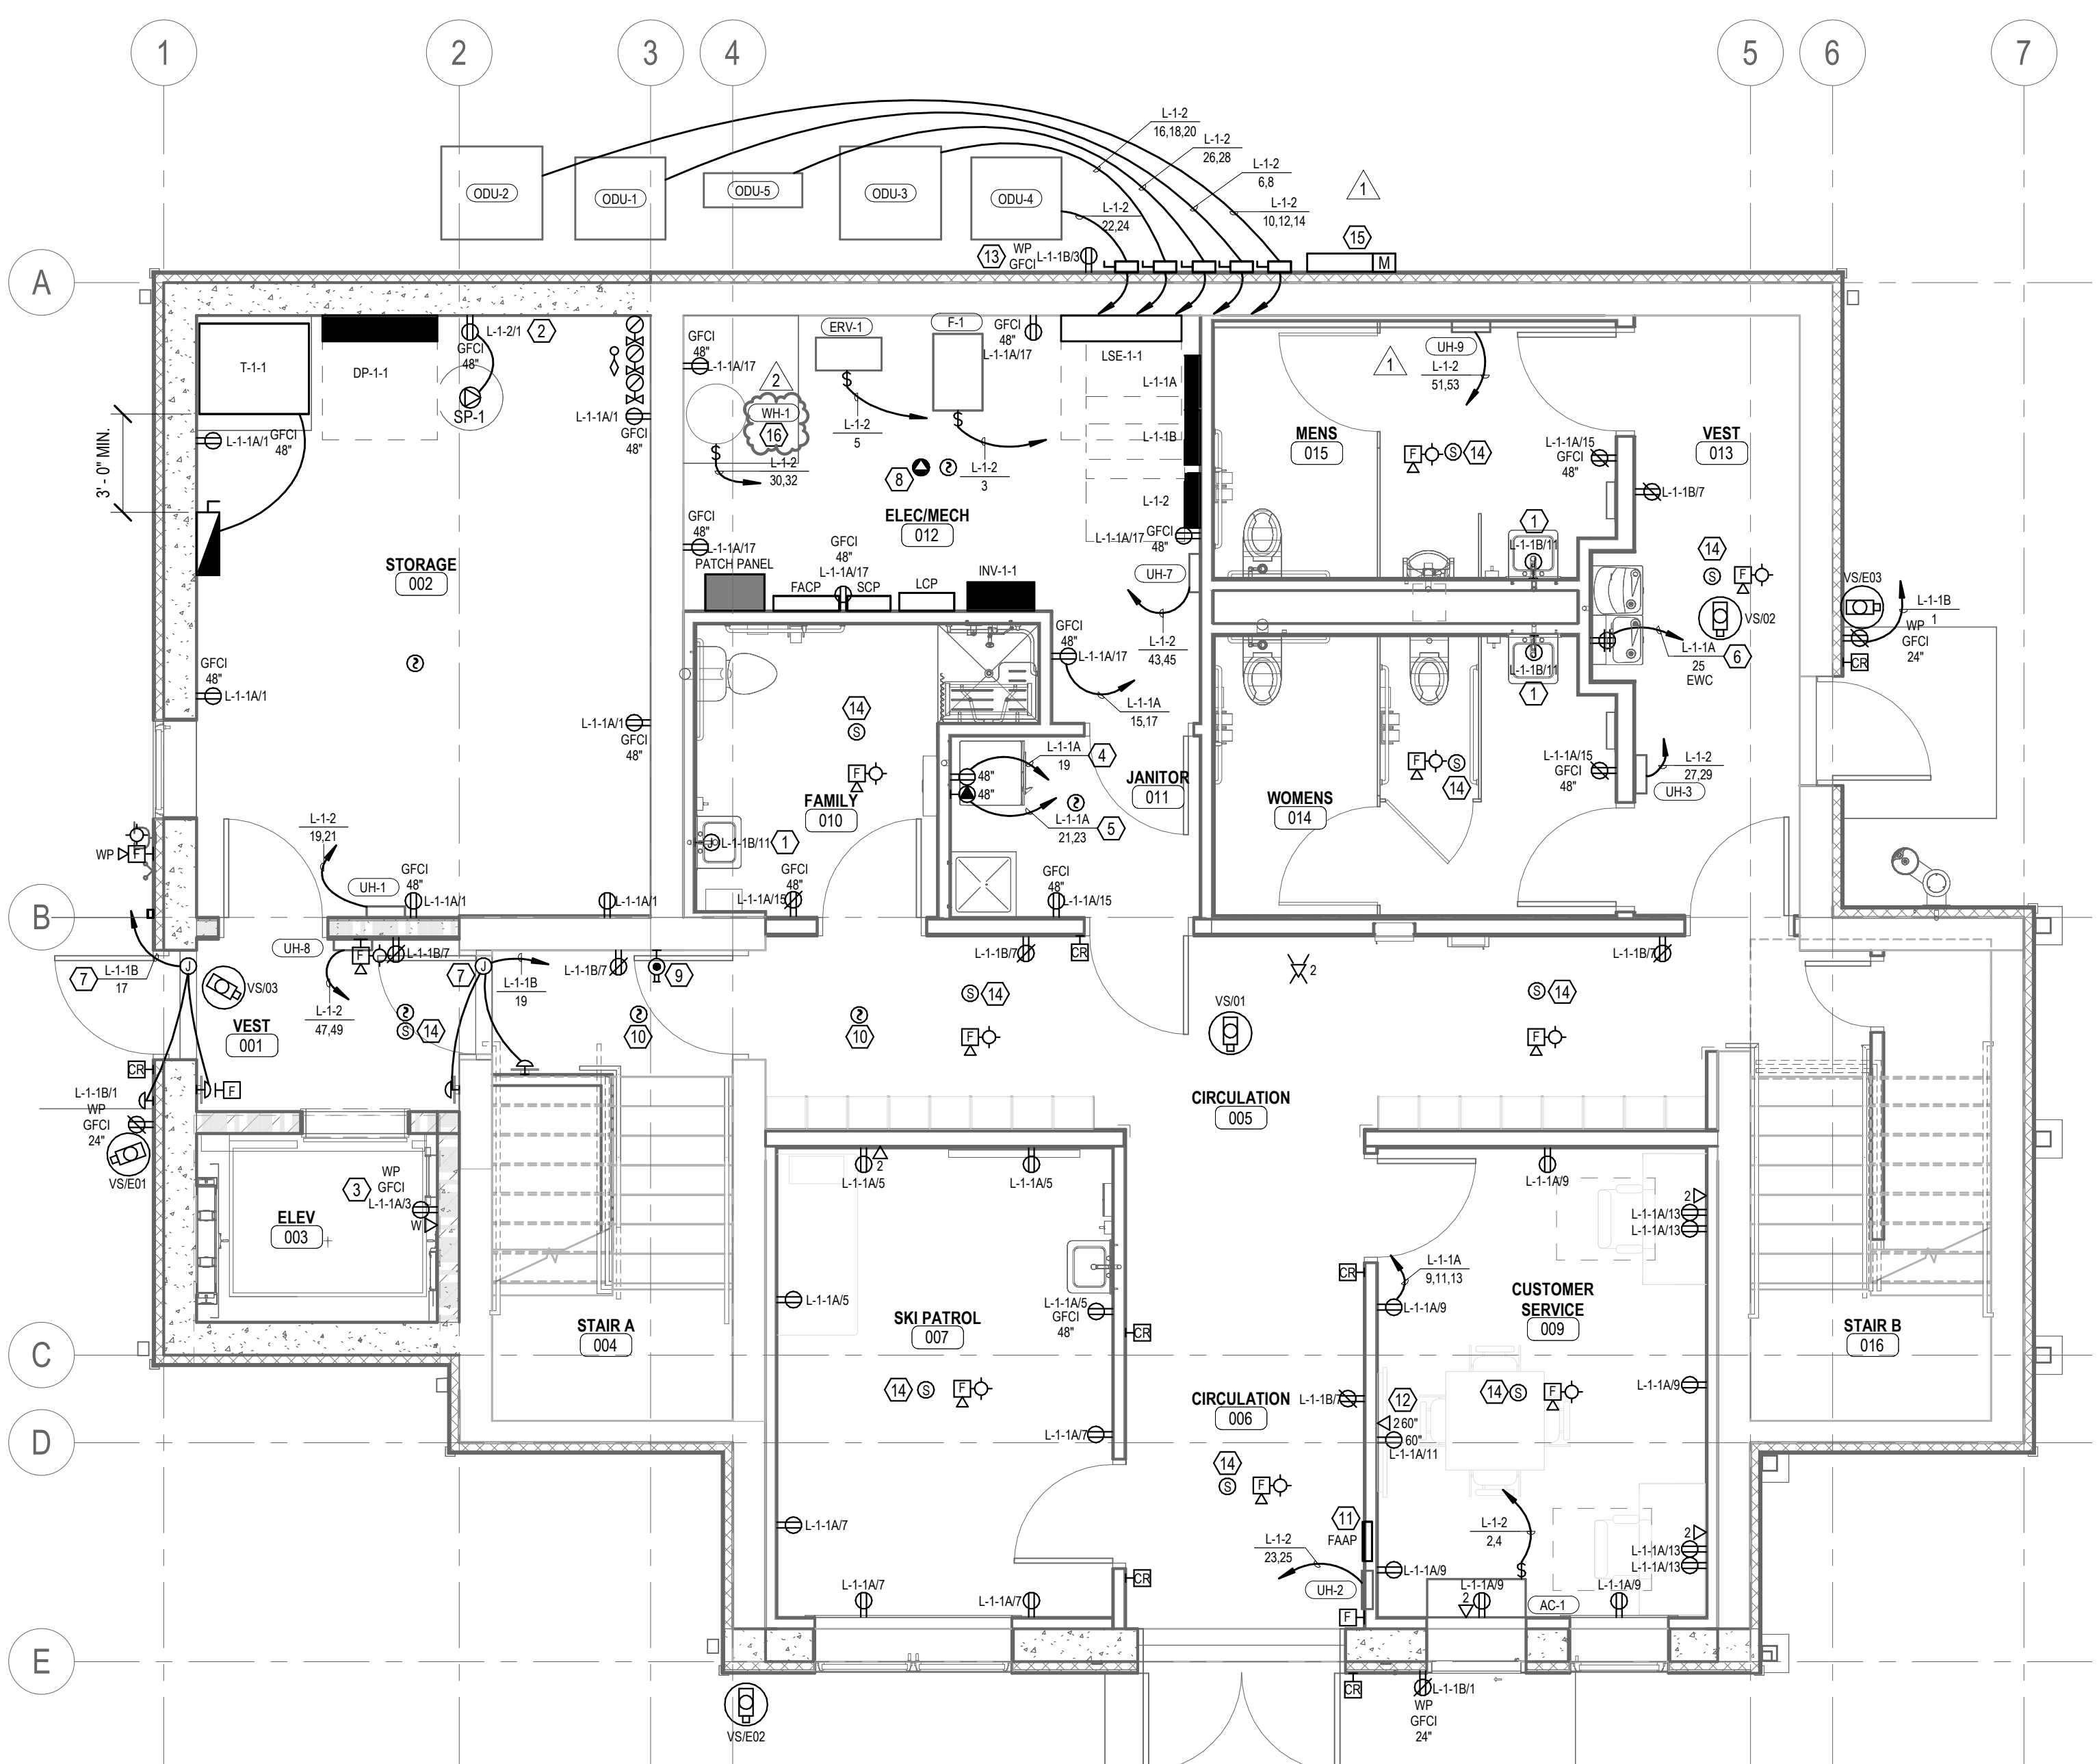 1
2
3
4
5
6
7
L-1-2
16,18,20
L-1-2
26,28
L-1-2
6,8
L-1-2
10,12,14
L-1-2
22,24
1
ODU-2
ODU-1
ODU-5
ODU-3
ODU-4
13
WP
GFCI
L-1-1B/3
15
M
A
T-1-1
DP-1-1
L-1-2/1
2
GFCI
48"
SP-1
L-1-1A/1
GFCI
48"
L-1-1A/1
GFCI
48"
3' - 0" MIN.
STORAGE
002
GFCI
48"
L-1-1A/1
L-1-1A/1
GFCI
48"
GFCI
48"
L-1-1A/17
2
WH-1
16
L-1-2
30,32
ERV-1
L-1-2
5
F-1
GFCI
48"
L-1-1A/17
L-1-2
3
8
ELEC/MECH
012
LSE-1-1
L-1-1A
L-1-1B
L-1-2
L-1-1A/17
GFCI
48"
GFCI
48"
L-1-1A/17
PATCH PANEL
FACP
GFCI
48"
L-1-1A/17
SCP
LCP
INV-1-1
UH-7
L-1-2
43,45
GFCI
48"
L-1-1A/17
L-1-1A
15,17
UH-9
L-1-2
51,53
1
MENS
015
F
S
14
L-1-1A/15
GFCI
48"
VEST
013
L-1-1B/7
1
L-1-1B/11
14
S
F
VS/02
VS/E03
L-1-1B
1
WP
GFCI
24"
CR
L-1-1A
25
EWC
6
L-1-1B/11
1
L-1-1A/15
GFCI
48"
L-1-2
27,29
UH-3
F
S
14
WOMENS
014
14
S
F
FAMILY
010
J
L-1-1B/11
1
GFCI
48"
L-1-1A/15
48"
48"
L-1-1A
19
4
L-1-1A
21,23
5
JANITOR
011
GFCI
48"
L-1-1A/15
L-1-2
19,21
UH-1
GFCI
48"
L-1-1A/1
L-1-1A/1
WP
F
B
UH-8
F
L-1-1B/7
L-1-2
47,49
7
L-1-1B
17
J
VS/03
VEST
001
S
14
7
J
L-1-1B
19
L-1-1B/7
9
10
10
L-1-1B/7
CR
S
14
F
VS/01
2
L-1-1B/7
S
14
F
CR
L-1-1B/1
WP
GFCI
24"
F
VS/E01
3
WP
GFCI
L-1-1A/3
W
ELEV
003
STAIR A
004
CIRCULATION
005
2
L-1-1A/5
L-1-1A/5
L-1-1A/5
SKI PATROL
007
L-1-1A/5
GFCI
48"
CR
14
S
F
L-1-1A/7
L-1-1A/7
L-1-1A/7
L-1-1A/7
CR
L-1-1A/9
2
L-1-1A/13
L-1-1A/13
CR
L-1-1A
9,11,13
L-1-1A/9
CUSTOMER
SERVICE
009
STAIR B
016
C
CIRCULATION
006
L-1-1B/7
12
2
60"
60"
L-1-1A/11
14
S
F
L-1-1A/9
D
14
S
F
11
FAAP
L-1-2
23,25
UH-2
F
L-1-2
2,4
L-1-1A/9
L-1-1A/9
2
AC-1
L-1-1A/9
2
L-1-1A/13
L-1-1A/13
E
VS/E02
CR
L-1-1B/1
WP
GFCI
24"